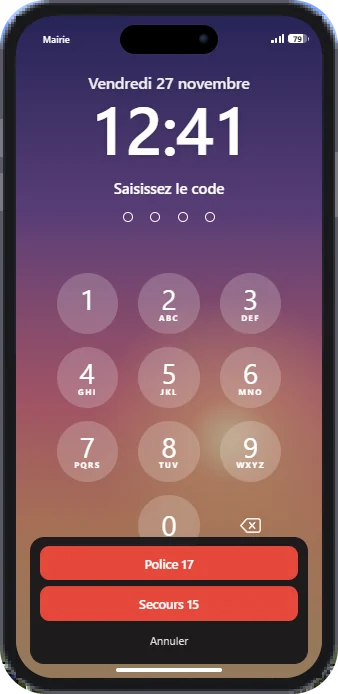 Mairie
79
Vendredi 27 novembre
12:41
Saisissez le code
1 2 3
ABC DEF
4 5 6
GHI JKL MNO
7 8 9
PQRS TUV WXYZ
0
Police 17
Secours 15
Annuler